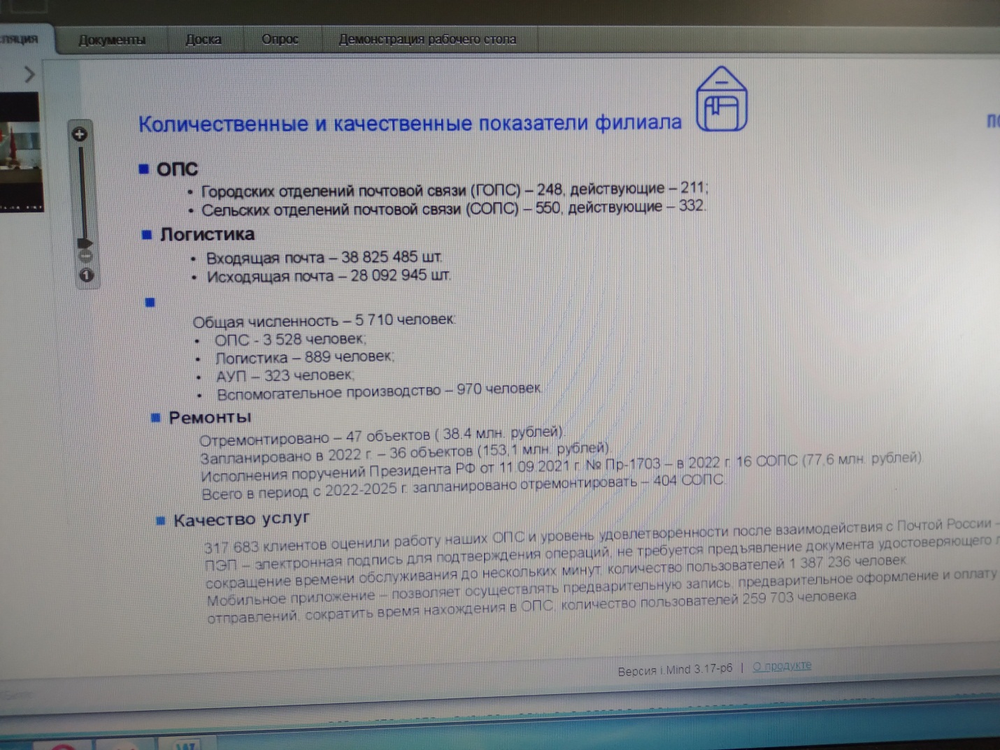 Документы
Доска
Опрос
Демонстрация рабочего стола
Количественные и качественные показатели филиала
ОПС
• Городских отделений почтовой связи (ГОПС) – 248, действующие – 211;
• Сельских отделений почтовой связи (СОПС) – 550, действующие – 332.
Логистика
• Входящая почта – 38 825 485 шт.
• Исходящая почта – 28 092 945 шт.
Общая численность – 5 710 человек:
• ОПС - 3 528 человек;
• Логистика – 889 человек;
• АУП – 323 человек;
• Вспомогательное производство – 970 человек
Ремонты
Отремонтировано – 47 объектов ( 38.4 млн. рублей).
Запланировано в 2022 г. – 36 объектов (153,1 млн. рублей).
Исполнения поручений Президента РФ от 11.09.2021 г. № Пр-1703 – в 2022 г. 16 СОПС (77,6 млн. рублей).
Всего в период с 2022-2025 г. запланировано отремонтировать – 404 СОПС.
Качество услуг
317 683 клиентов оценили работу наших ОПС и уровень удовлетворенности после взаимодействия с Почтой России –
ПЭП – электронная подпись для подтверждения операций, не требуется предъявление документа удостоверяющего
сокращение времени обслуживания до нескольких минут, количество пользователей 1 387 236 человек.
Мобильное приложение – позволяет осуществлять предварительную запись, предварительное оформление и оплату
отправлений, сократить время нахождения в ОПС, количество пользователей 259 703 человека
Версия i.Mind 3.17-p6 | О продукте